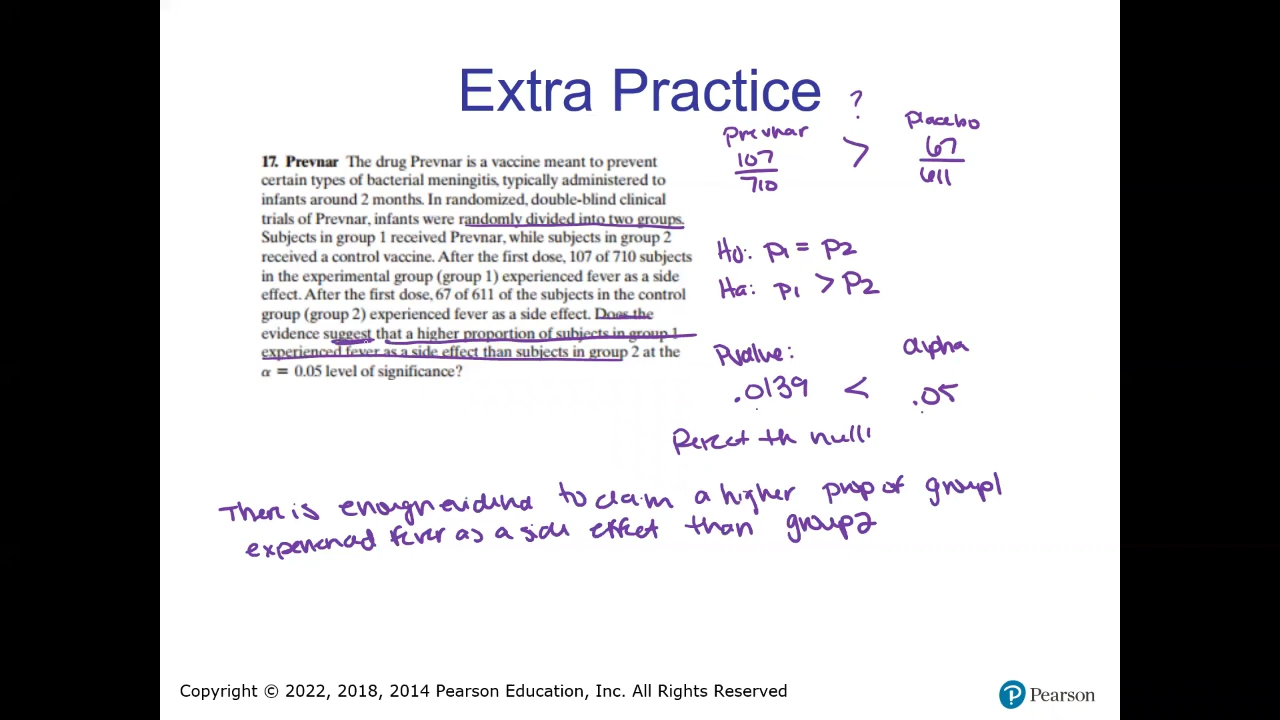 Extra Practice
?
Prevnar
Placebo
107
710
>
67
611
17. Prevnar The drug Prevnar is a vaccine meant to prevent
certain types of bacterial meningitis, typically administered to
infants around 2 months. In randomized, double-blind clinical
trials of Prevnar, infants were randomly divided into two groups.
Subjects in group 1 received Prevnar, while subjects in group 2
received a control vaccine. After the first dose, 107 of 710 subjects
in the experimental group (group 1) experienced fever as a side
effect. After the first dose, 67 of 611 of the subjects in the control
group (group 2) experienced fever as a side effect. Does the
evidence suggest that a higher proportion of subjects in group 1
experienced fever as a side effect than subjects in group 2 at the
α = 0.05 level of significance?
Ho: p1 = p2
Ha: p1 > p2
Pvalue:
alpha
.0139 < .05
Reject th null
There is enough evidend to claim a higher prop of group 1
experienced fever as a side effect than group 2
Copyright © 2022, 2018, 2014 Pearson Education, Inc. All Rights Reserved
P Pearson